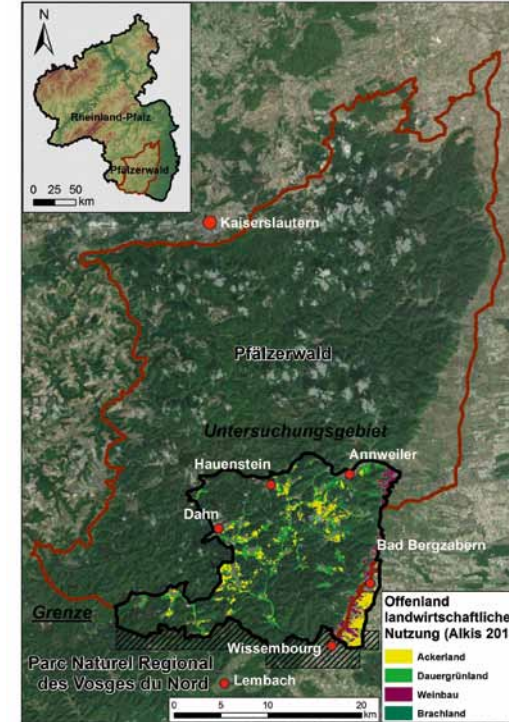 N
Rheinland-Pfalz
Pfälzerwald
0 25 50
km
Kaiserslautern
Pfälzerwald
Untersuchungsgebiet
Hauenstein
Annweiler
Dahn
Bad Bergzabern
Grenze
Wissembourg
Parc Naturel Regional
des Vosges du Nord
Lembach
0 5 10 20
km
Offenland
landwirtschaftliche
Nutzung (Alkis 201
Ackerland
Dauergrünland
Weinbau
Brachland